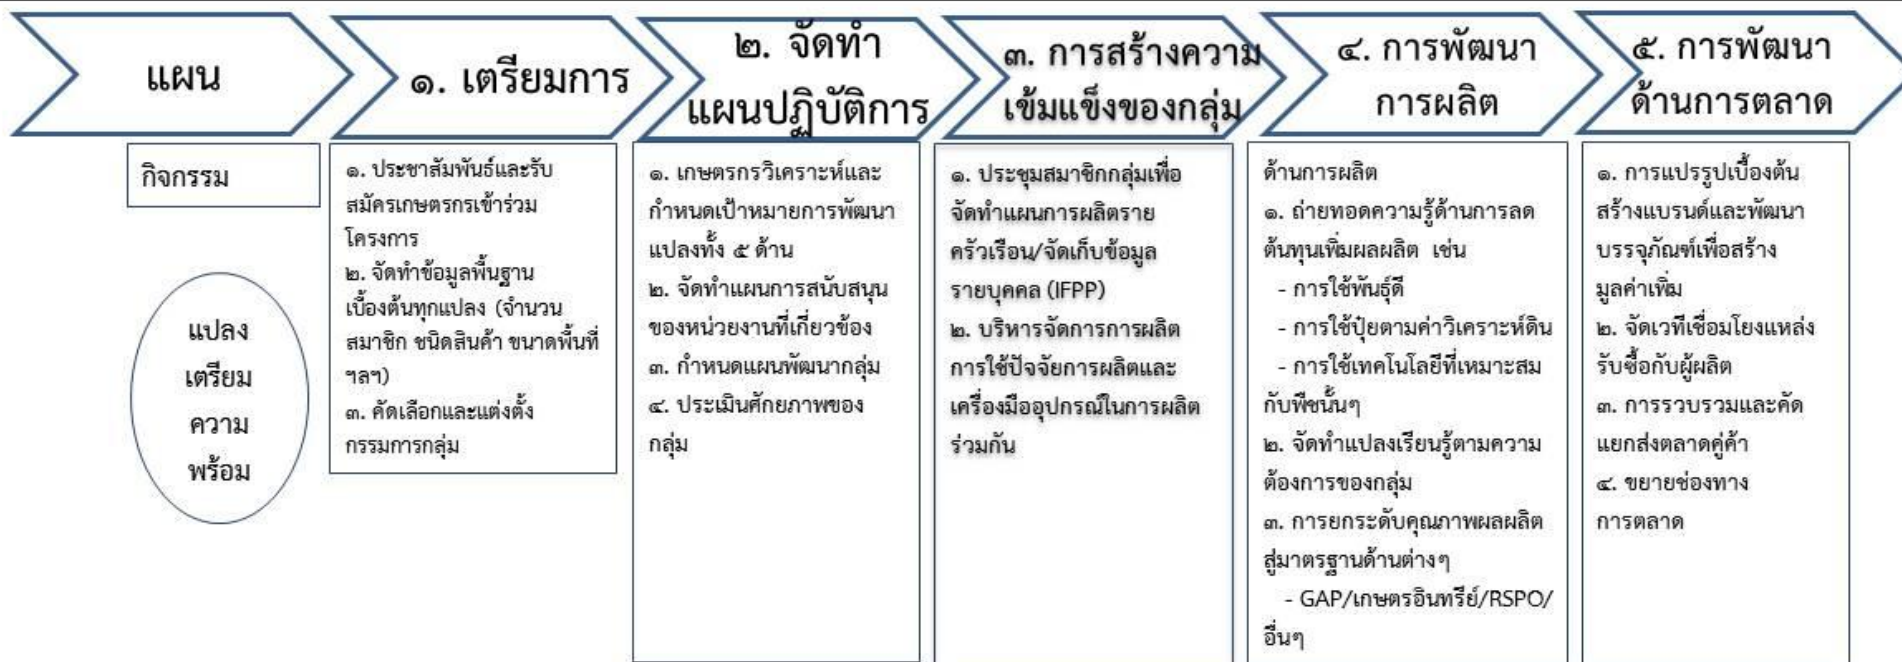 แผน
๑. เตรียมการ
๒. จัดทำ
แผนปฏิบัติการ
๓. การสร้างความ
เข้มแข็งของกลุ่ม
๔. การพัฒนา
การผลิต
๕. การพัฒนา
ด้านการตลาด
กิจกรรม
แปลง
เตรียม
ความ
พร้อม
๑. ประชาสัมพันธ์และรับ
สมัครเกษตรกรเข้าร่วม
โครงการ
๒. จัดทำข้อมูลพื้นฐาน
เบื้องต้นทุกแปลง (จำนวน
สมาชิก ชนิดสินค้า ขนาดพื้นที่
ฯลฯ)
๓. คัดเลือกและแต่งตั้ง
กรรมการกลุ่ม
๑. เกษตรกรวิเคราะห์และ
กำหนดเป้าหมายการพัฒนา
แปลงทั้ง ๕ ด้าน
๒. จัดทำแผนการสนับสนุน
ของหน่วยงานที่เกี่ยวข้อง
๓. กำหนดแผนพัฒนากลุ่ม
๔. ประเมินศักยภาพของ
กลุ่ม
๑. ประชุมสมาชิกกลุ่มเพื่อ
จัดทำแผนการผลิตราย
ครัวเรือน/จัดเก็บข้อมูล
รายบุคคล (IFPP)
๒. บริหารจัดการการผลิต
การใช้ปัจจัยการผลิตและ
เครื่องมืออุปกรณ์ในการผลิต
ร่วมกัน
ด้านการผลิต
๑. ถ่ายทอดความรู้ด้านการลด
ต้นทุนเพิ่มผลผลิต เช่น
- การใช้พันธุ์ดี
- การใช้ปุ๋ยตามค่าวิเคราะห์ดิน
- การใช้เทคโนโลยีที่เหมาะสม
กับพืชนั้นๆ
๒. จัดทำแปลงเรียนรู้ตามความ
ต้องการของกลุ่ม
๓. การยกระดับคุณภาพผลผลิต
สู่มาตรฐานด้านต่างๆ
- GAP/เกษตรอินทรีย์/RSPO/
อื่นๆ
๑. การแปรรูปเบื้องต้น
สร้างแบรนด์และพัฒนา
บรรจุภัณฑ์เพื่อสร้าง
มูลค่าเพิ่ม
๒. จัดเวทีเชื่อมโยงแหล่ง
รับซื้อกับผู้ผลิต
๓. การรวบรวมและคัด
แยกส่งตลาดคู่ค้า
๔. ขยายช่องทาง
การตลาด